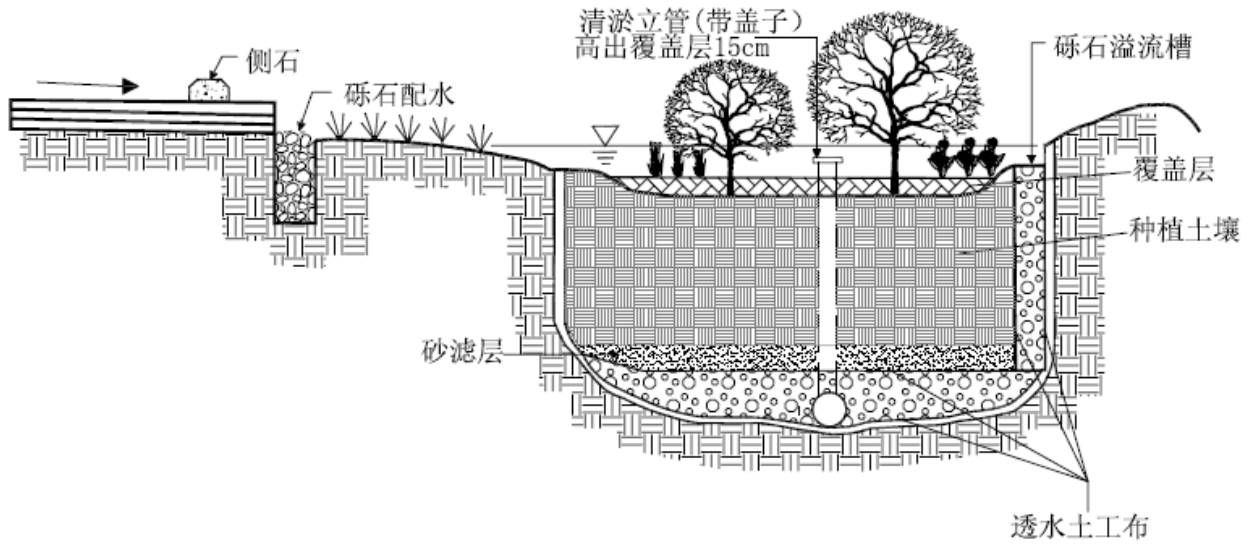 清淤立管(带盖子)
高出覆盖层15cm
侧石
砾石配水
砾石溢流槽
覆盖层
种植土壤
砂滤层
透水土工布